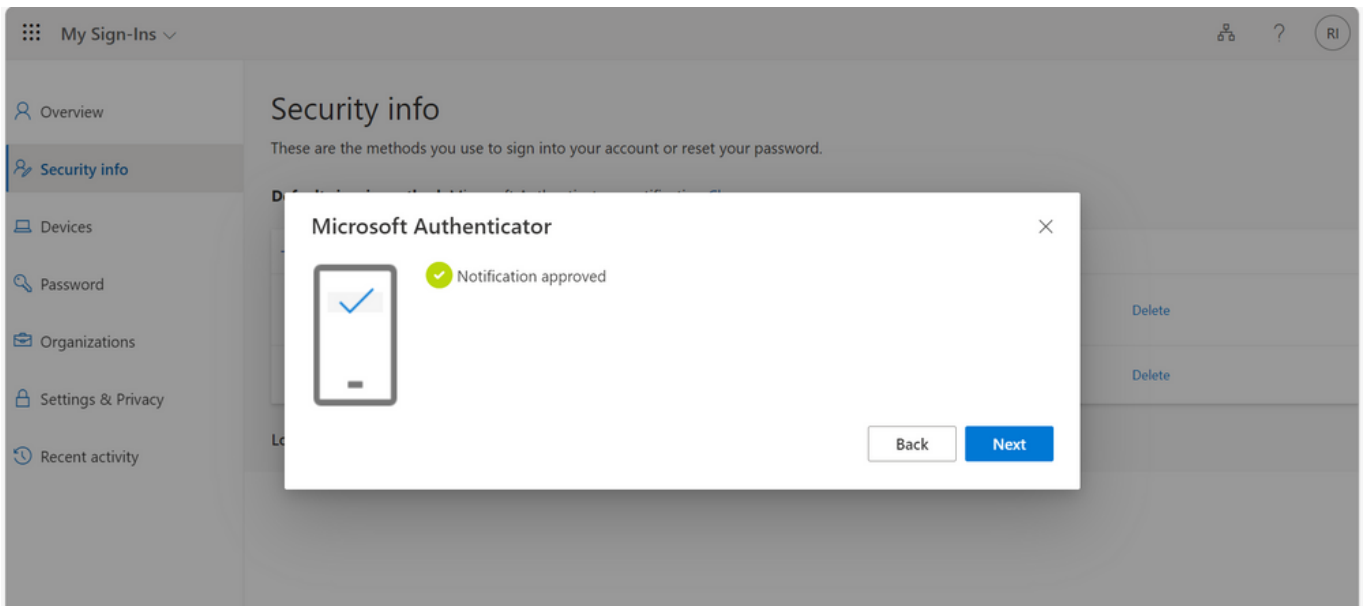 My Sign-Ins
?
RI
Overview
Security info
Devices
Password
Organizations
Settings & Privacy
Recent activity
Security info
These are the methods you use to sign into your account or reset your password.
Microsoft Authenticator
Notification approved
Back
Next
Delete
Delete